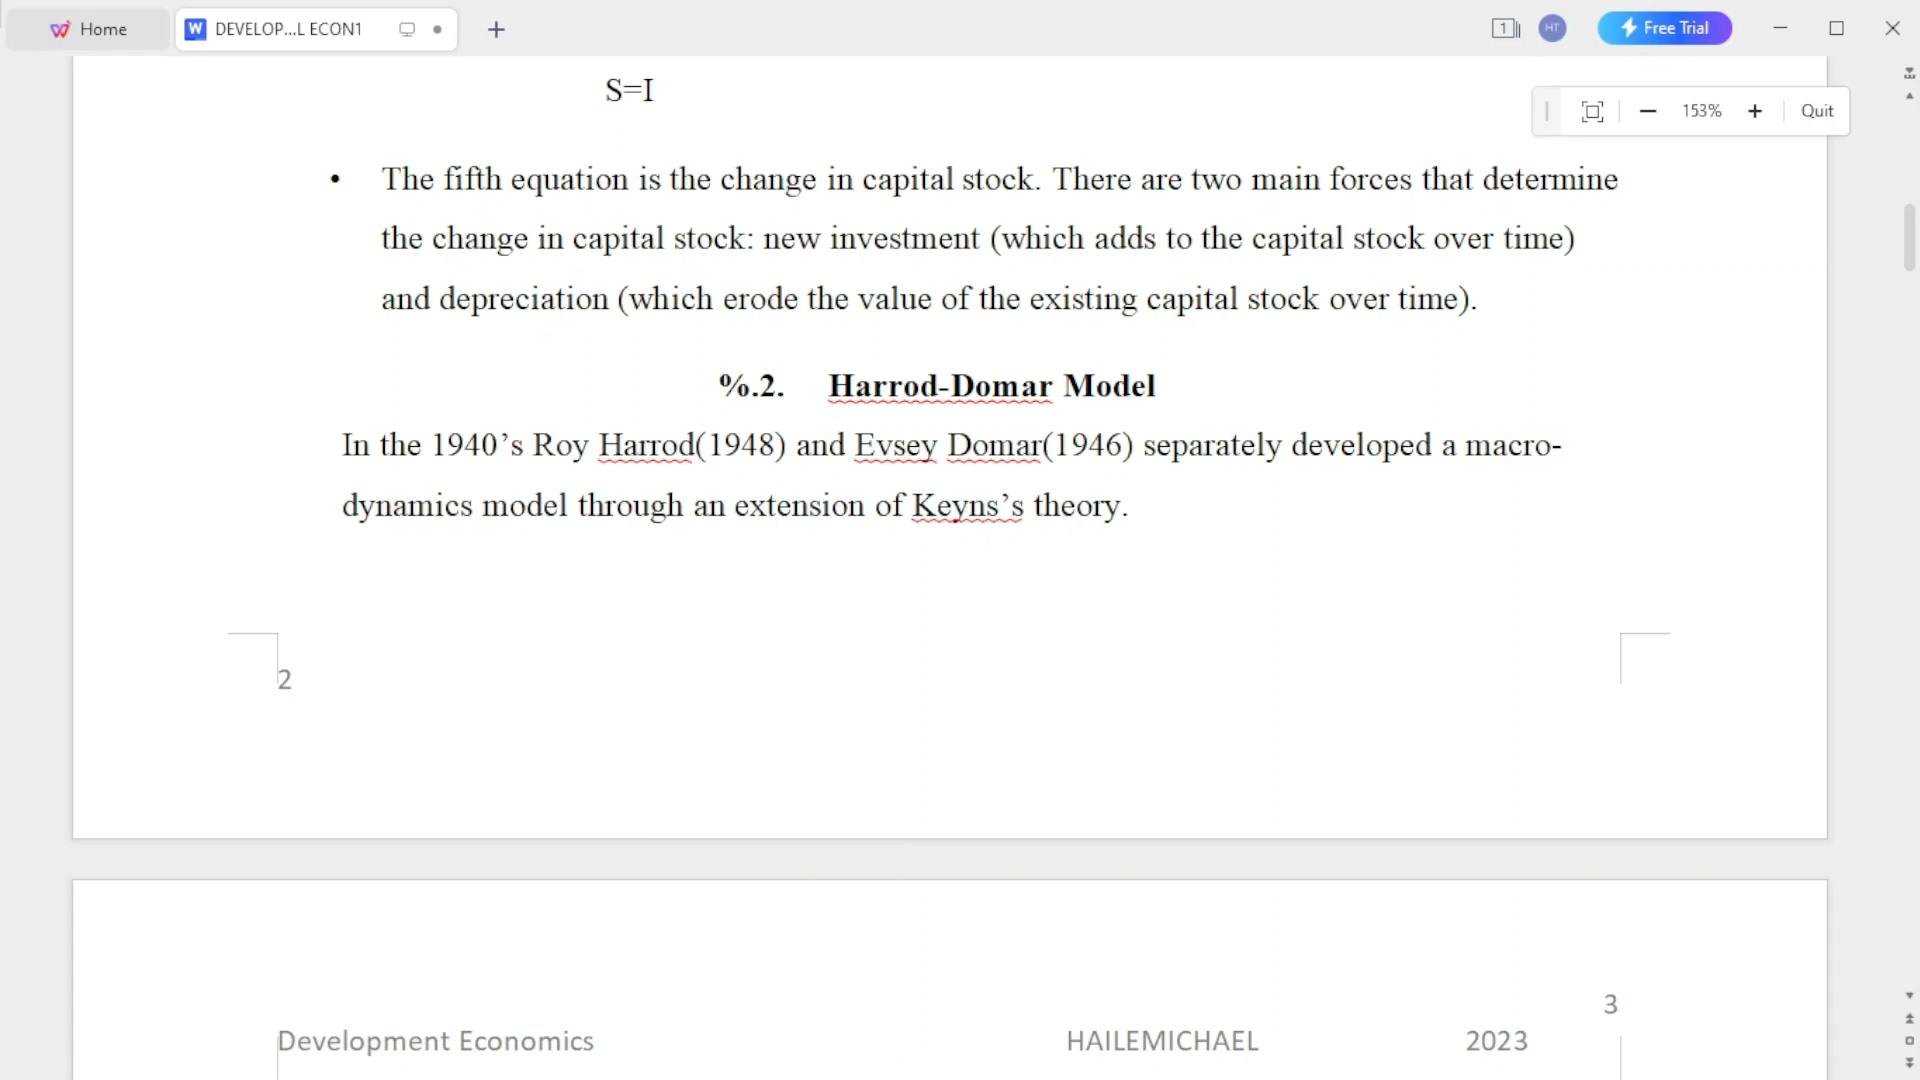 Home
DEVELOP...L ECON1
1
HT
Free Trial
S=I
153%
Quit
• The fifth equation is the change in capital stock. There are two main forces that determine
the change in capital stock: new investment (which adds to the capital stock over time)
and depreciation (which erode the value of the existing capital stock over time).
%.2. Harrod-Domar Model
In the 1940’s Roy Harrod(1948) and Evsey Domar(1946) separately developed a macro-
dynamics model through an extension of Keyns’s theory.
2
3
Development Economics HAILEMICHAEL 2023